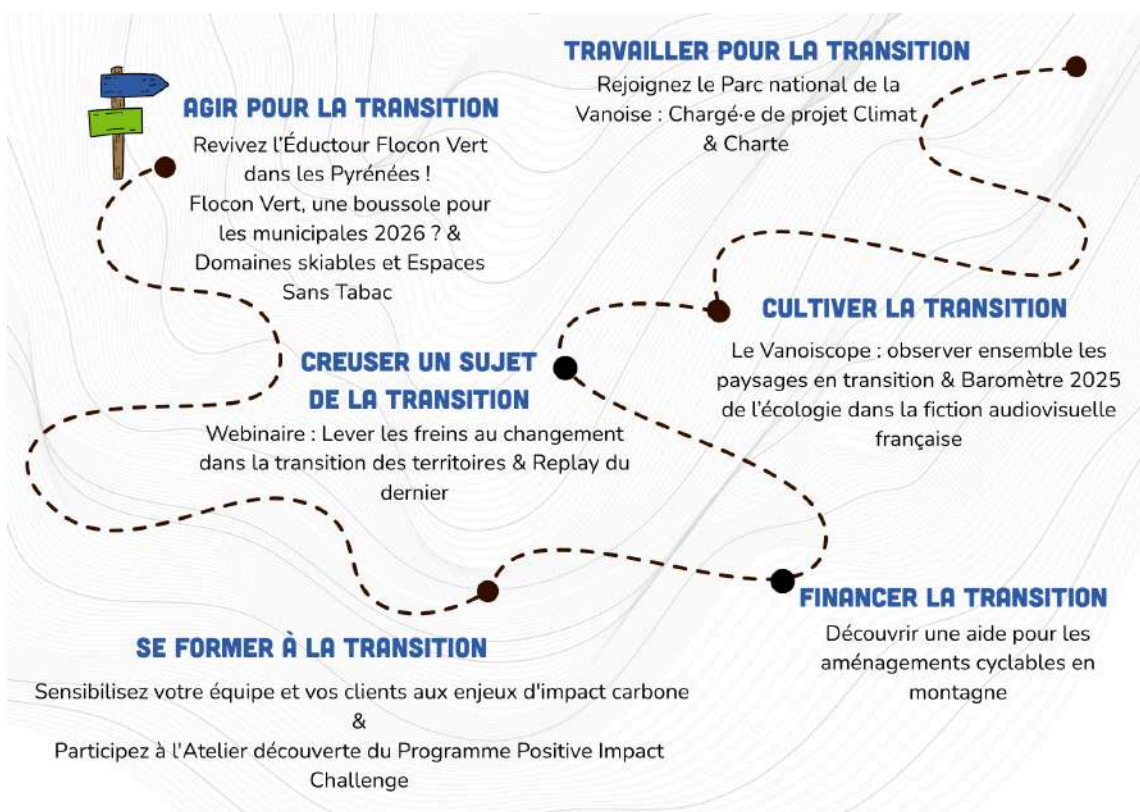 AGIR POUR LA TRANSITION
Revivez l'Éductour Flocon Vert
dans les Pyrénées !
Flocon Vert, une boussole pour
les municipales 2026 ? &
Domaines skiables et Espaces
Sans Tabac
TRAVAILLER POUR LA TRANSITION
Rejoignez le Parc national de la
Vanoise : Chargé·e de projet Climat
& Charte
CREUSER UN SUJET
DE LA TRANSITION
Webinaire : Lever les freins au changement
dans la transition des territoires & Replay du
dernier
CULTIVER LA TRANSITION
Le Vanoiscope : observer ensemble les
paysages en transition & Baromètre 2025
de l'écologie dans la fiction audiovisuelle
française
SE FORMER À LA TRANSITION
Sensibilisez votre équipe et vos clients aux enjeux d'impact carbone
&
Participez à l'Atelier découverte du Programme Positive Impact
Challenge
FINANCER LA TRANSITION
Découvrir une aide pour les
aménagements cyclables en
montagne